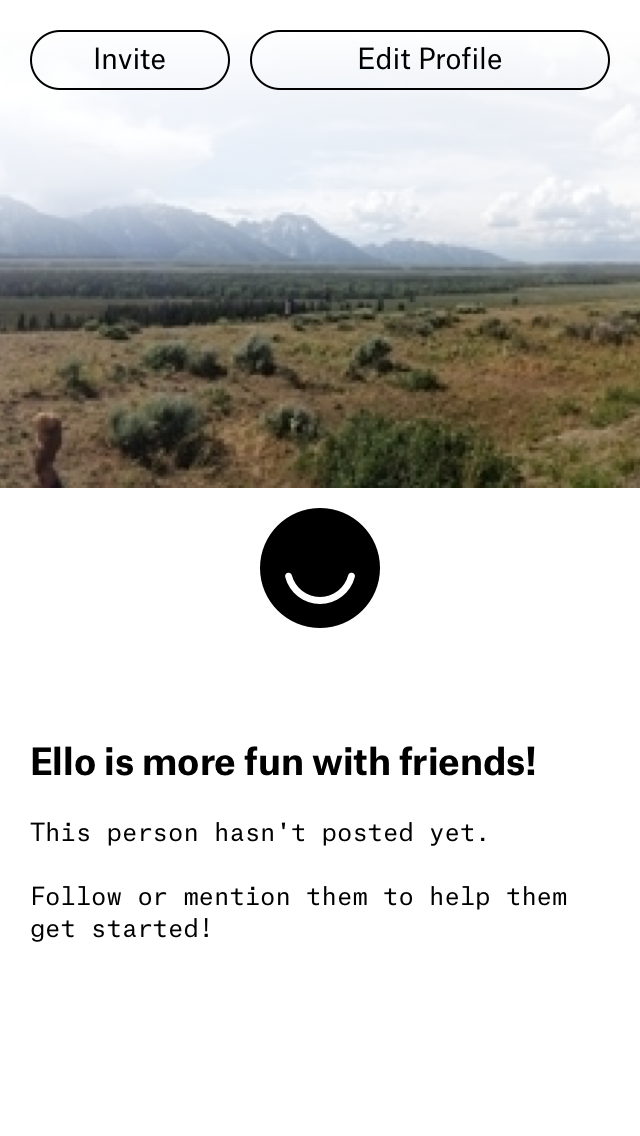 Invite
Edit Profile
Ello is more fun with friends!
This person hasn't posted yet.
Follow or mention them to help them
get started!